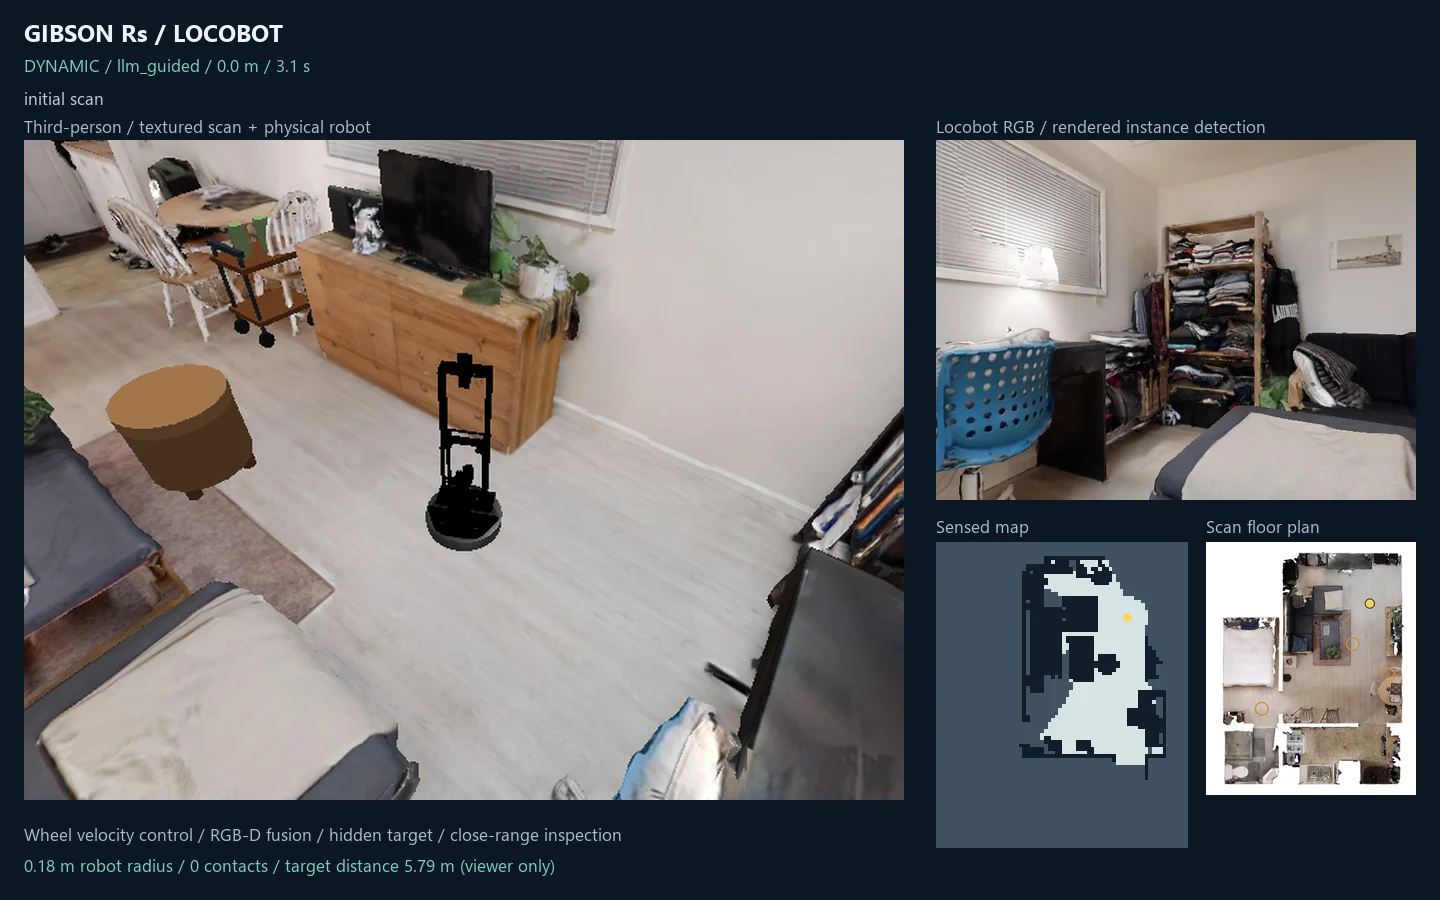 GIBSON Rs / LOCOBOT
DYNAMIC / llm_guided / 0.0 m / 3.1 s
initial scan
Third-person / textured scan + physical robot
Locobot RGB / rendered instance detection
Sensed map
Scan floor plan
Wheel velocity control / RGB-D fusion / hidden target / close-range inspection
0.18 m robot radius / 0 contacts / target distance 5.79 m (viewer only)